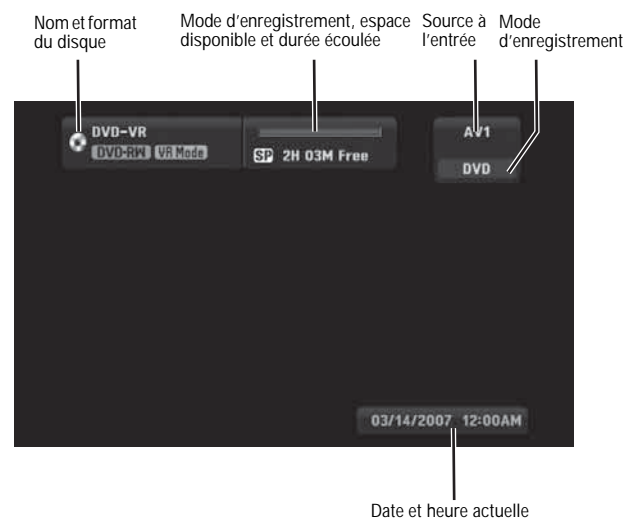 Nom et format
du disque
Mode d'enregistrement, espace
disponible et durée écoulée
Source à
l'entrée
Mode
d'enregistrement
DVD-VR
DVD-RW VR Mode
SP 2H 03M Free
AV1
DVD
03/14/2007 12:00AM
Date et heure actuelle